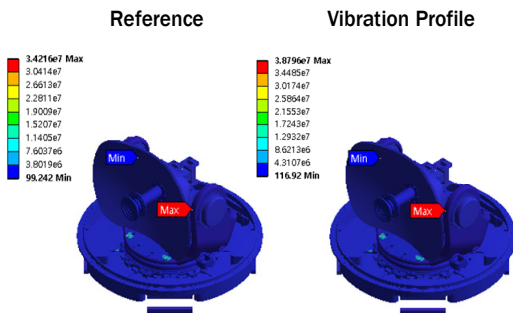 Reference
3.4216e7 Max
3.0414e7
2.6613e7
2.2811e7
1.9009e7
1.5207e7
1.1405e7
7.6037e6
3.8019e6
99.242 Min
Min
Max
Vibration Profile
3.8796e7 Max
3.4485e7
3.0174e7
2.5864e7
2.1553e7
1.7243e7
1.2932e7
8.6213e6
4.3107e6
116.92 Min
Min
Max